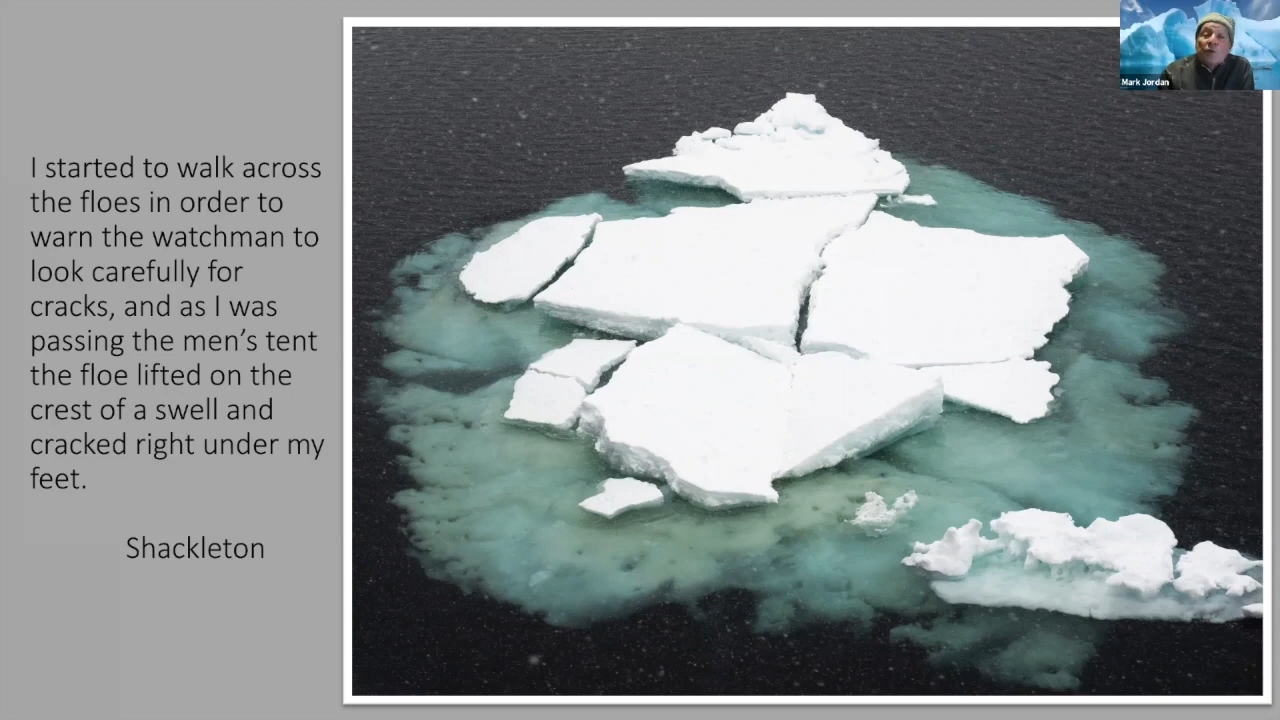 I started to walk across
the floes in order to
warn the watchman to
look carefully for
cracks, and as I was
passing the men’s tent
the floe lifted on the
crest of a swell and
cracked right under my
feet.
Shackleton
Mark Jordan